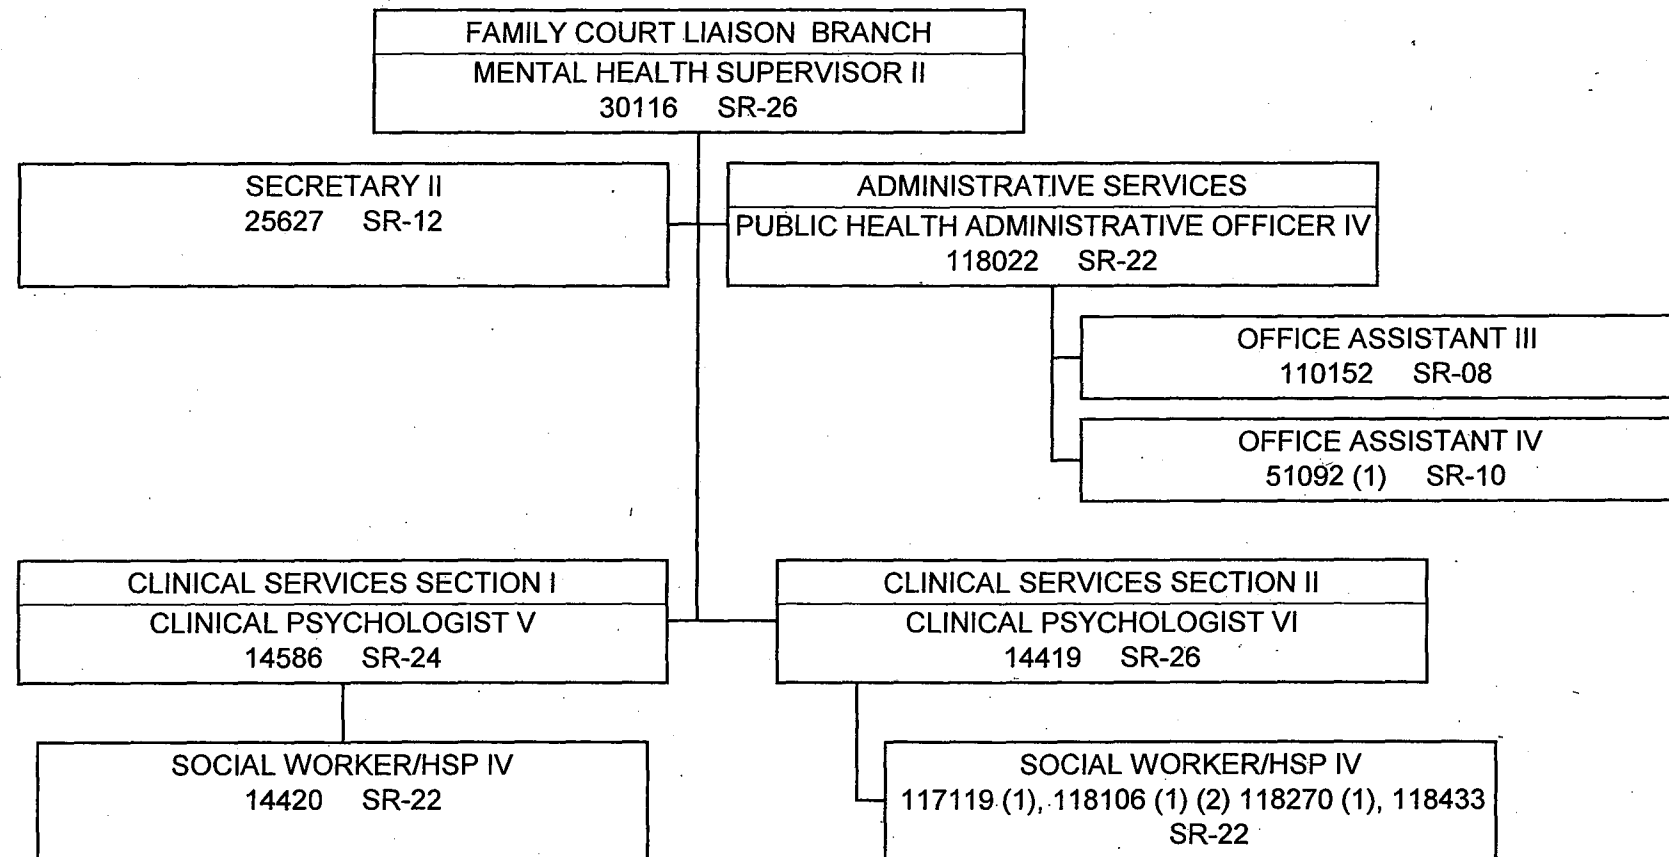 FAMILY COURT LIAISON BRANCH
MENTAL HEALTH SUPERVISOR II
30116 SR-26
SECRETARY II
25627 SR-12
ADMINISTRATIVE SERVICES
PUBLIC HEALTH ADMINISTRATIVE OFFICER IV
118022 SR-22
OFFICE ASSISTANT III
110152 SR-08
OFFICE ASSISTANT IV
51092 (1) SR-10
CLINICAL SERVICES SECTION I
CLINICAL PSYCHOLOGIST V
14586 SR-24
CLINICAL SERVICES SECTION II
CLINICAL PSYCHOLOGIST VI
14419 SR-26
SOCIAL WORKER/HSP IV
14420 SR-22
SOCIAL WORKER/HSP IV
117119 (1), 118106 (1) (2) 118270 (1), 118433
SR-22